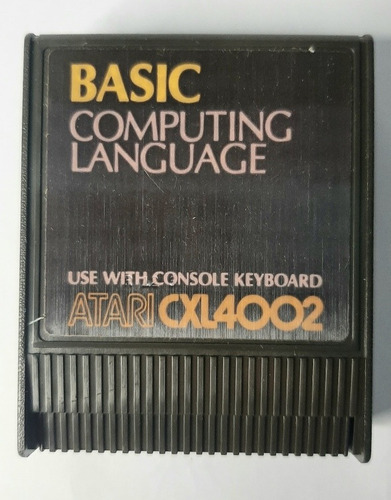 BASIC
COMPUTING
LANGUAGE
USE WITH CONSOLE KEYBOARD
ATARI CXL4002